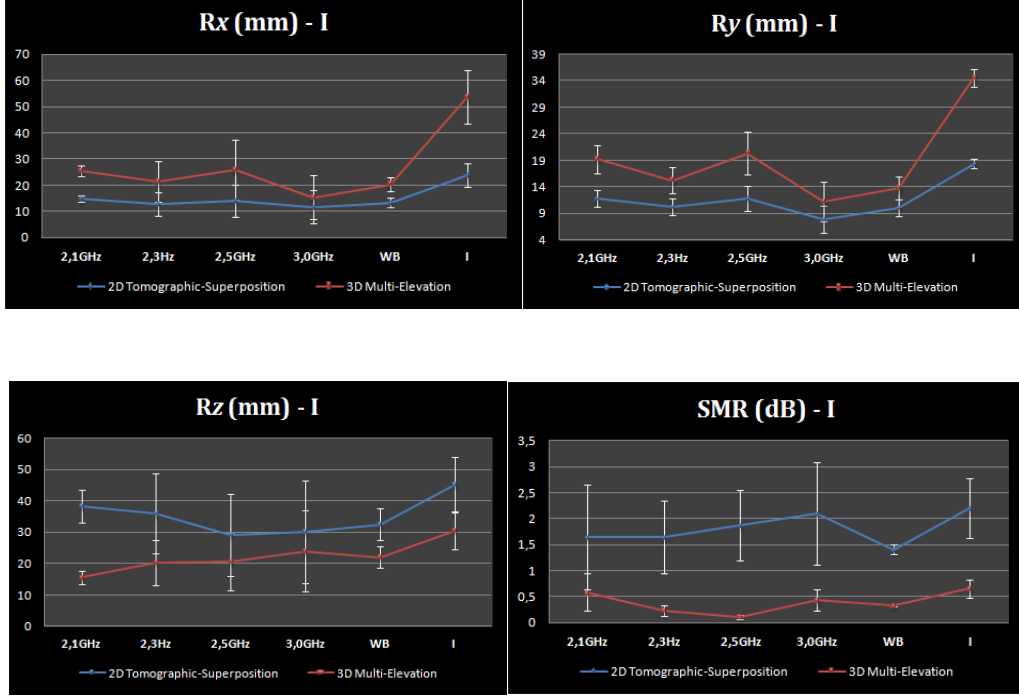 Rx (mm) - I
70
60
50
40
30
20
10
0
2,1GHz 2,3Hz 2,5GHz 3,0GHz WB I
2D Tomographic-Superposition 3D Multi-Elevation
Ry (mm) - I
39
34
29
24
19
14
9
4
2,1GHz 2,3Hz 2,5GHz 3,0GHz WB I
2D Tomographic-Superposition 3D Multi-Elevation
Rz (mm) - I
60
50
40
30
20
10
0
2,1GHz 2,3Hz 2,5GHz 3,0GHz WB I
2D Tomographic-Superposition 3D Multi-Elevation
SMR (dB) - I
3,5
3
2,5
2
1,5
1
0,5
0
2,1GHz 2,3Hz 2,5GHz 3,0GHz WB I
2D Tomographic-Superposition 3D Multi-Elevation